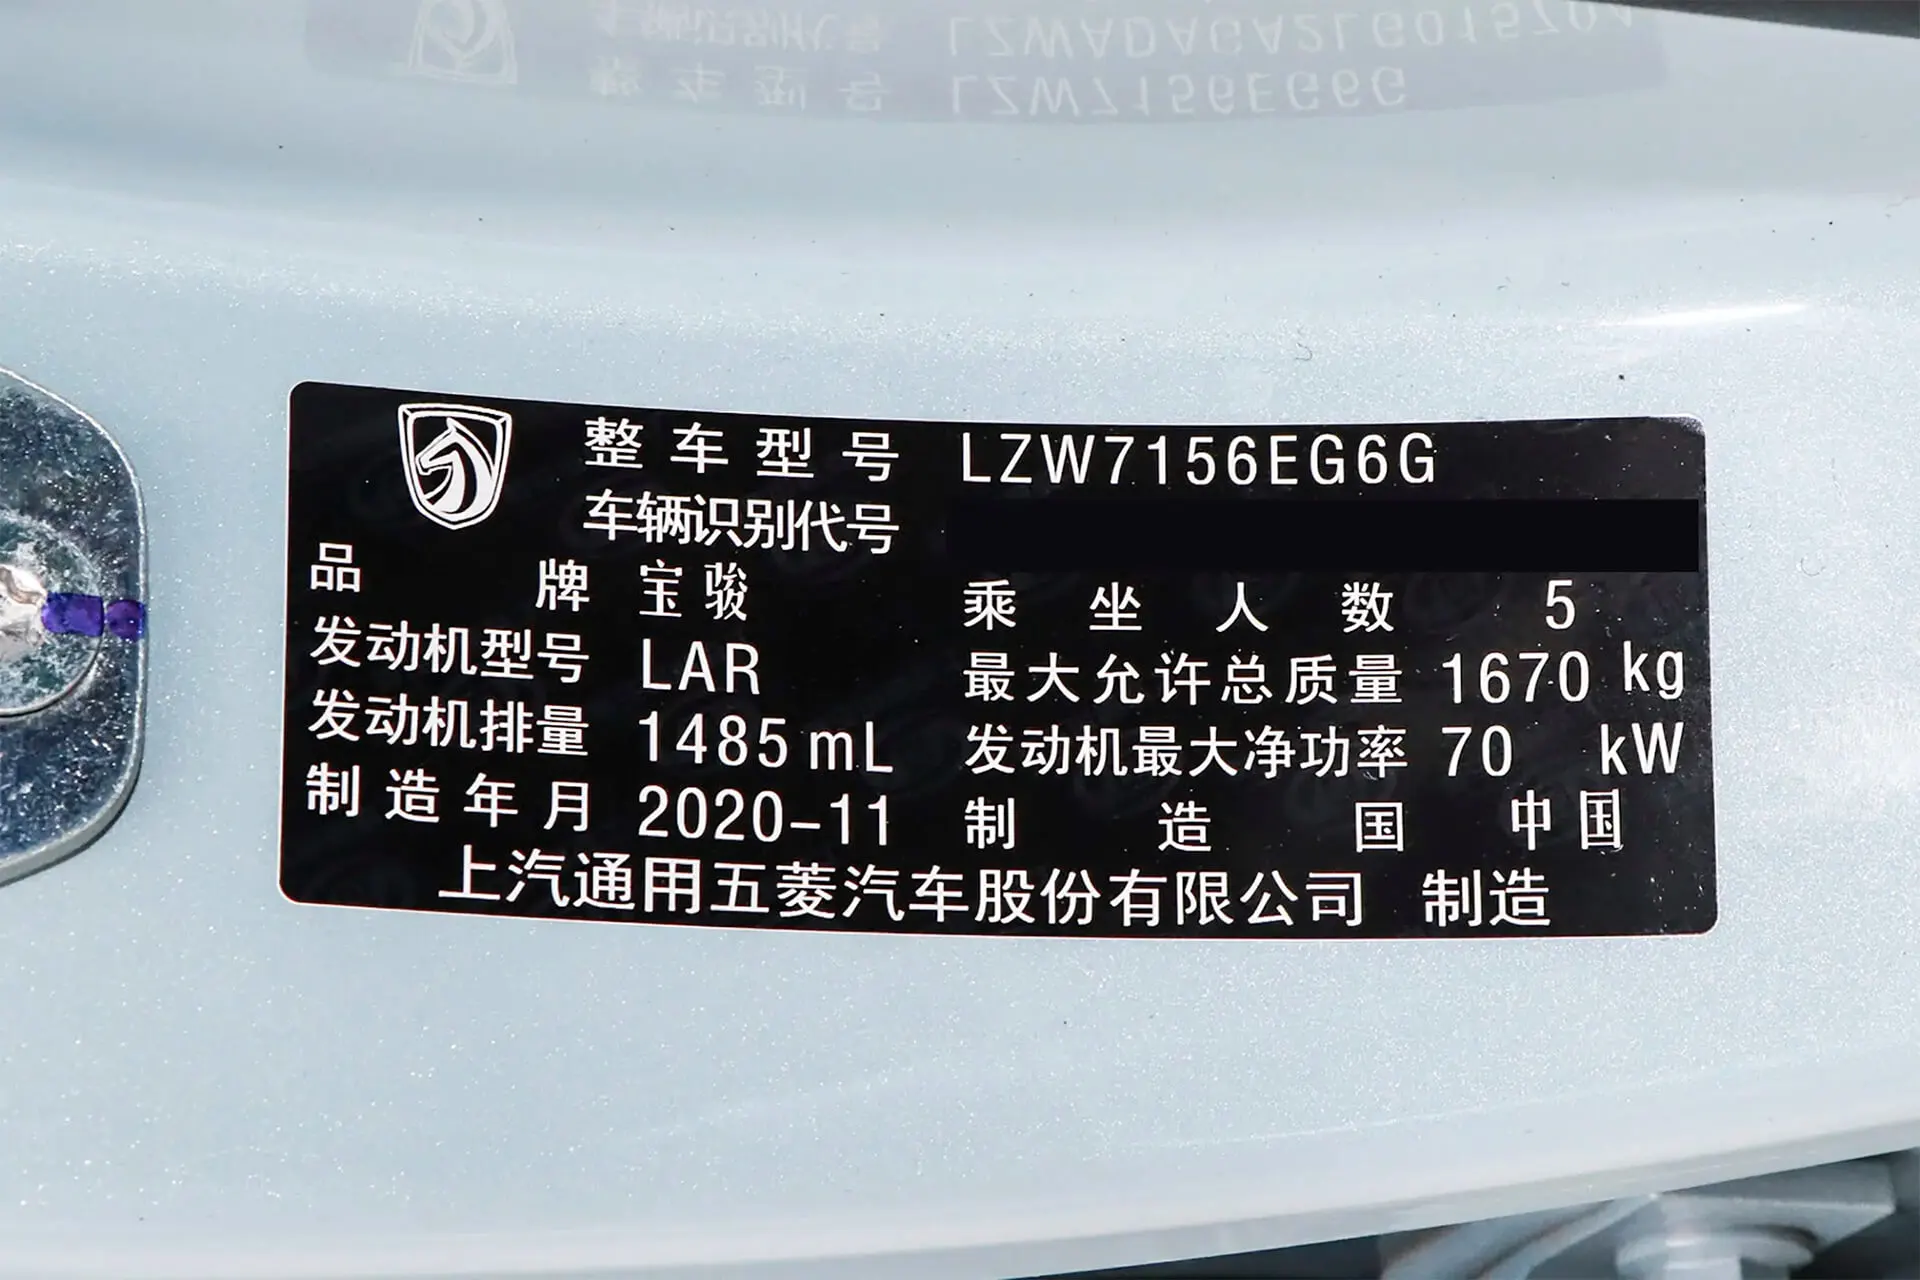 整车型号 LZW7156EG6G
车辆识别代号
品牌 宝骏 乘坐人数 5
发动机型号 LAR 最大允许总质量 1670 kg
发动机排量 1485mL 发动机最大净功率 70 kW
制造年月 2020-11 制造国 中国
上汽通用五菱汽车股份有限公司 制造